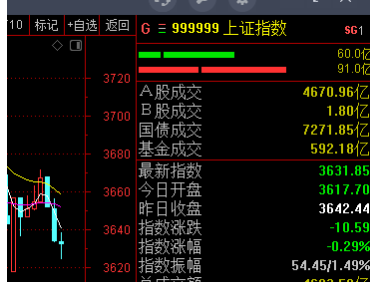 标记 +自选 返回 G 三 999999 上证指数 SG1
60.0亿
91.0亿
3720
3700
3680
3660
3640
3620
A股成交 4670.96亿
B股成交 1.80亿
国债成交 7271.85亿
基金成交 592.18亿
最新指数 3631.85
今日开盘 3617.70
昨日收盘 3642.44
指数涨跌 -10.59
指数涨幅 -0.29%
指数振幅 54.45/1.49%